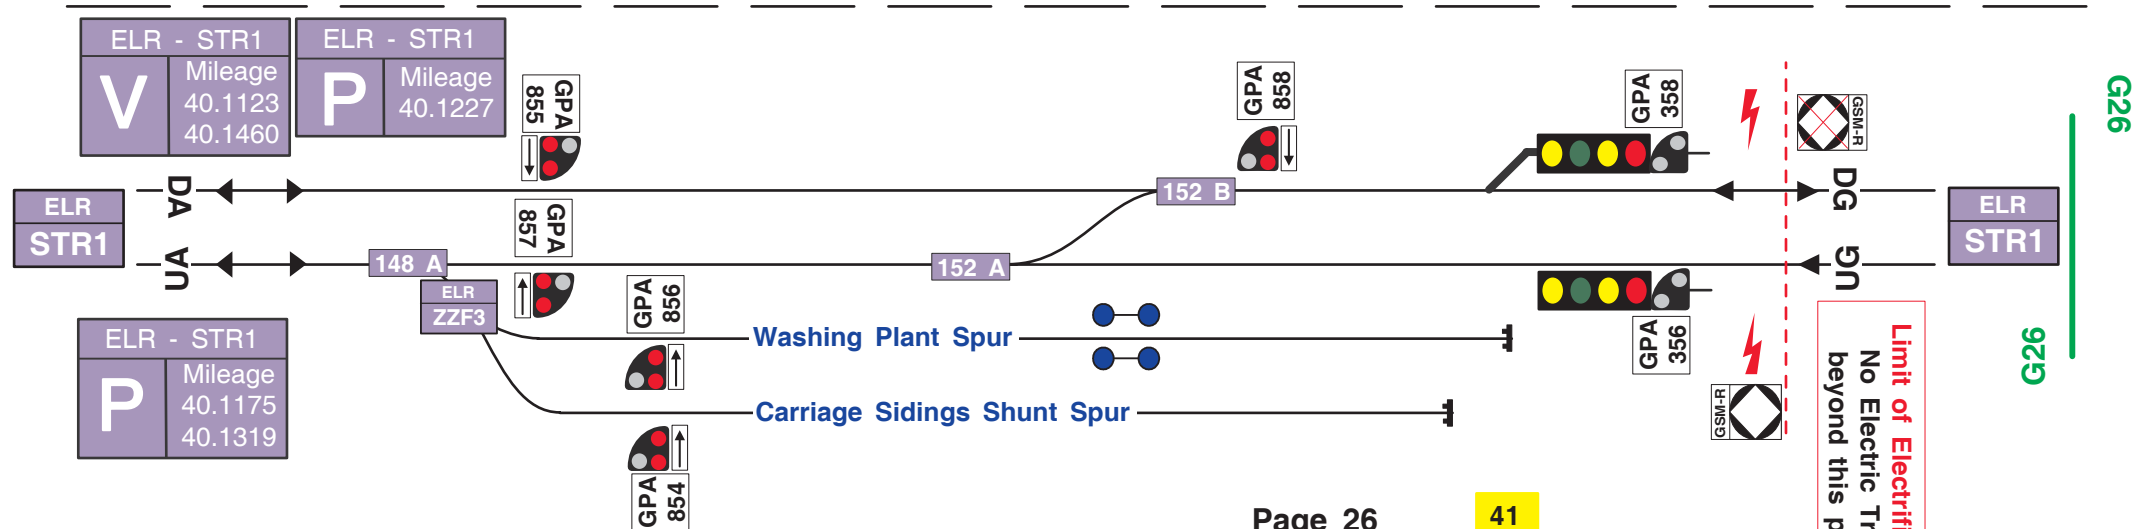 ELR - STR1
V
Mileage
40.1123
40.1460
ELR - STR1
P
Mileage
40.1227
GPA
855
GPA
858
GPA
358
GSM-R
G26
DA
152 B
DG
ELR
STR1
ELR
STR1
GPA
857
UA
148 A
152 A
UG
ELR
ZZF3
GPA
856
Washing Plant Spur
GPA
356
G26
ELR - STR1
P
Mileage
40.1175
40.1319
Carriage Sidings Shunt Spur
GSM-R
Limit of Electrifi
No Electric Tr
beyond this p
GPA
854
Page 26
41